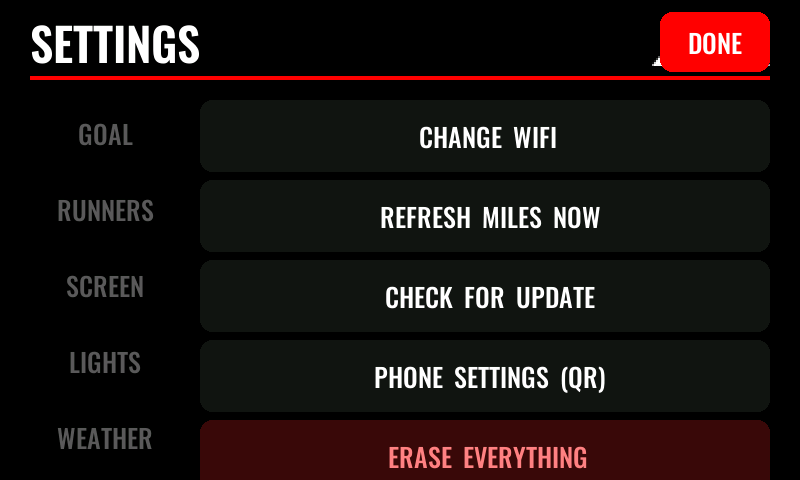 SETTINGS
DONE
GOAL
CHANGE WIFI
RUNNERS
REFRESH MILES NOW
SCREEN
CHECK FOR UPDATE
LIGHTS
PHONE SETTINGS (QR)
WEATHER
ERASE EVERYTHING